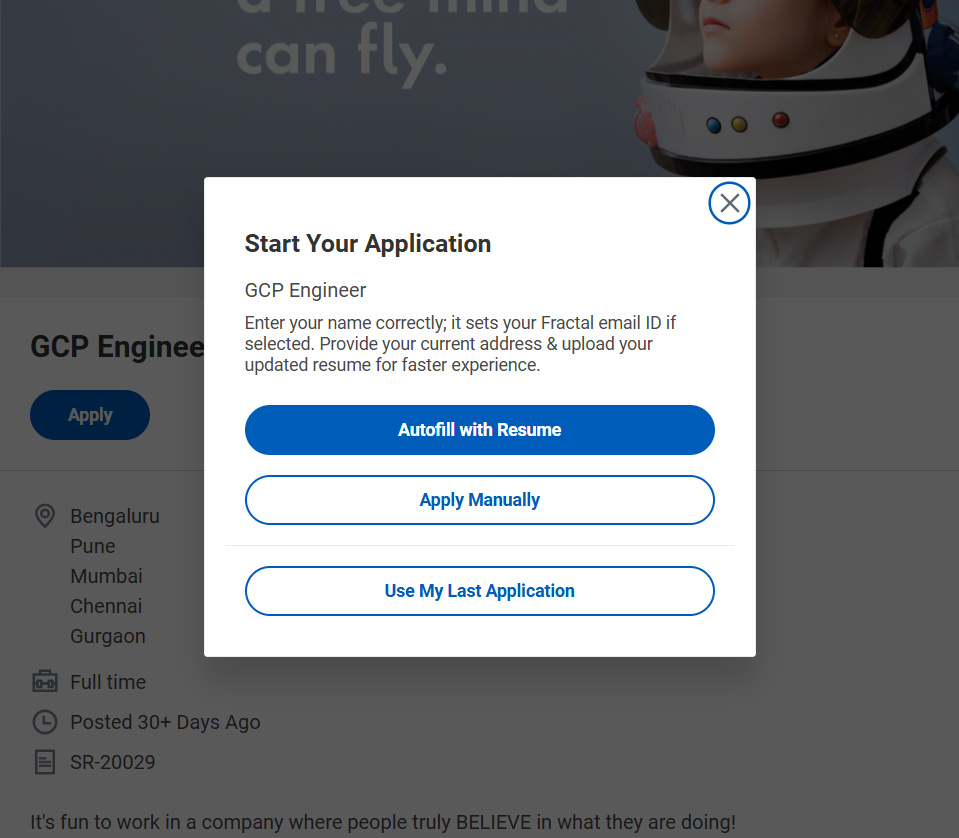 a free mind
can fly.
Start Your Application
GCP Engineer
Enter your name correctly; it sets your Fractal email ID if
selected. Provide your current address & upload your
updated resume for faster experience.
Autofill with Resume
Apply Manually
Use My Last Application
GCP Enginee
Apply
Bengaluru
Pune
Mumbai
Chennai
Gurgaon
Full time
Posted 30+ Days Ago
SR-20029
It's fun to work in a company where people truly BELIEVE in what they are doing!